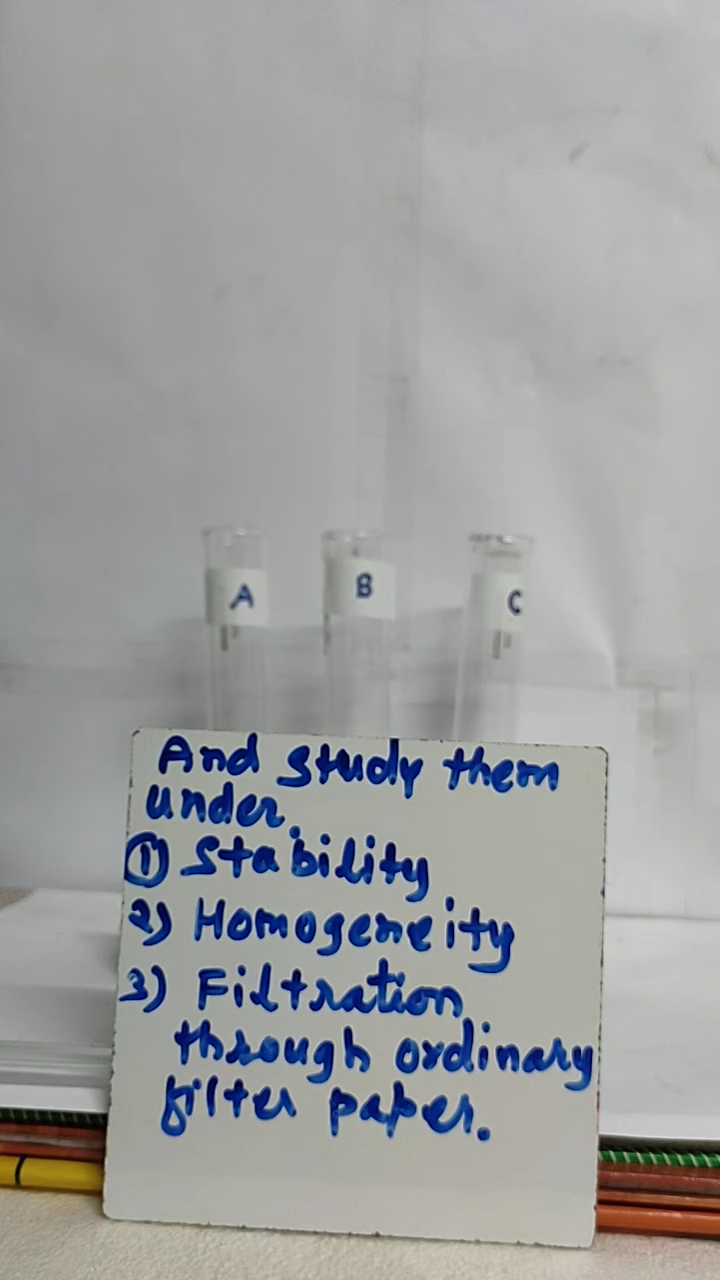 A
B
C
And study them
under.
① Stability
2) Homogeneity
3) Filtration
through ordinary
filter paper.